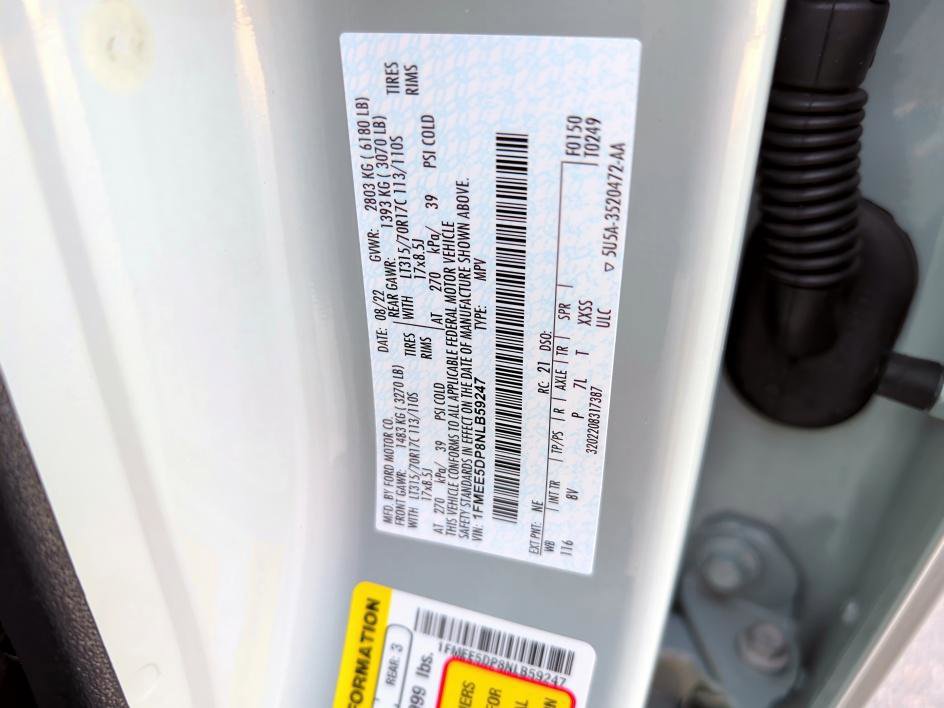 MFD. BY FORD MOTOR CO.
DATE: 08/22 GVWR: 2803 KG ( 6180 LB)
FRONT GAWR: 1483 KG ( 3270 LB) REAR GAWR: 1393 KG ( 3070 LB)
WITH LT315/70R17C 113/110S TIRES WITH LT315/70R17C 113/110S TIRES
17x8.5J RIMS 17x8.5J RIMS
AT 270 kPa/ 39 PSI COLD AT 270 kPa/ 39 PSI COLD
THIS VEHICLE CONFORMS TO ALL APPLICABLE FEDERAL MOTOR VEHICLE
SAFETY STANDARDS IN EFFECT ON THE DATE OF MANUFACTURE SHOWN ABOVE.
VIN: 1FMEE5DP8NLB59247 TYPE: MPV
EXT PNT: NE RC: 21 DSO: F0150
WB INT TR TP/PS R AXLE TR SPR T0249
116 8V P 7L T XXSS
ULC
3202208317387 ▽ 5U5A-3520472-AA
FORMATION
REAR: 3
999 lbs.
1FMEE5DP8NLB59247
FOR